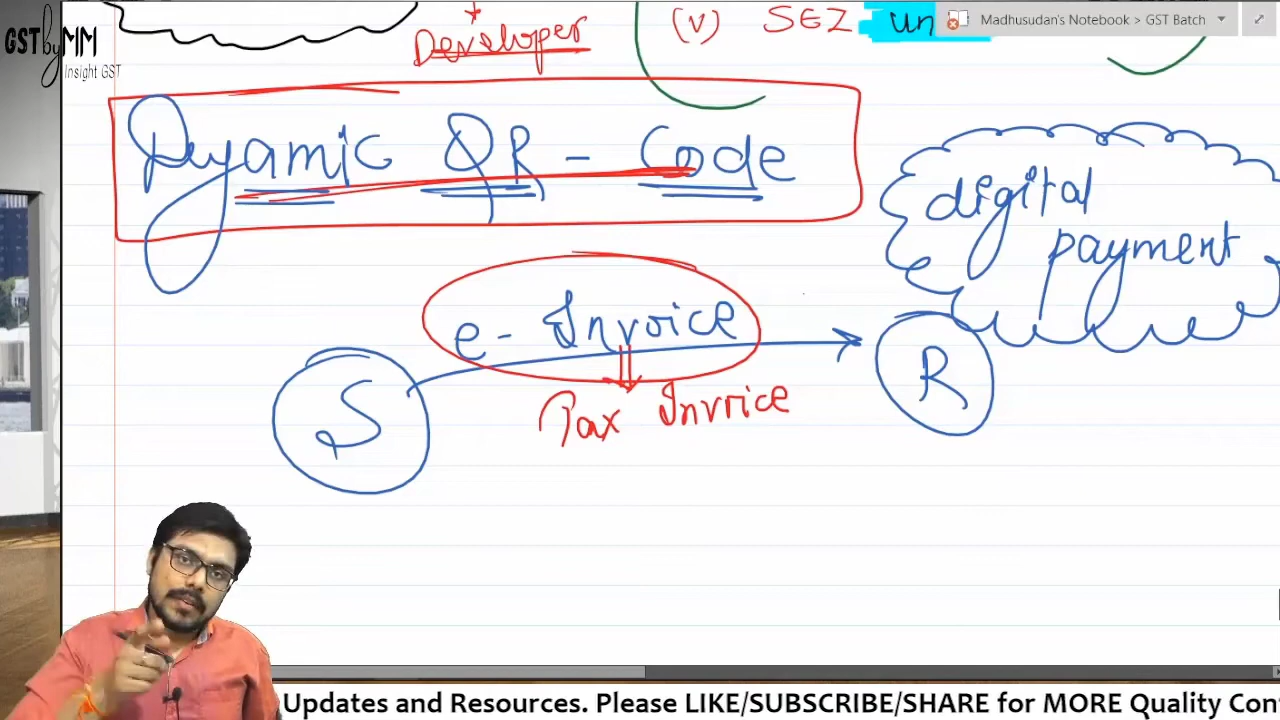 GST by MM
Insight GST
Developer
(v) SEZ un
Madhusudan's Notebook > GST Batch
Dyamic QR - Code
digital
payment
e- Invoice
S
R
Tax Invoice
Updates and Resources. Please LIKE/SUBSCRIBE/SHARE for MORE Quality Con